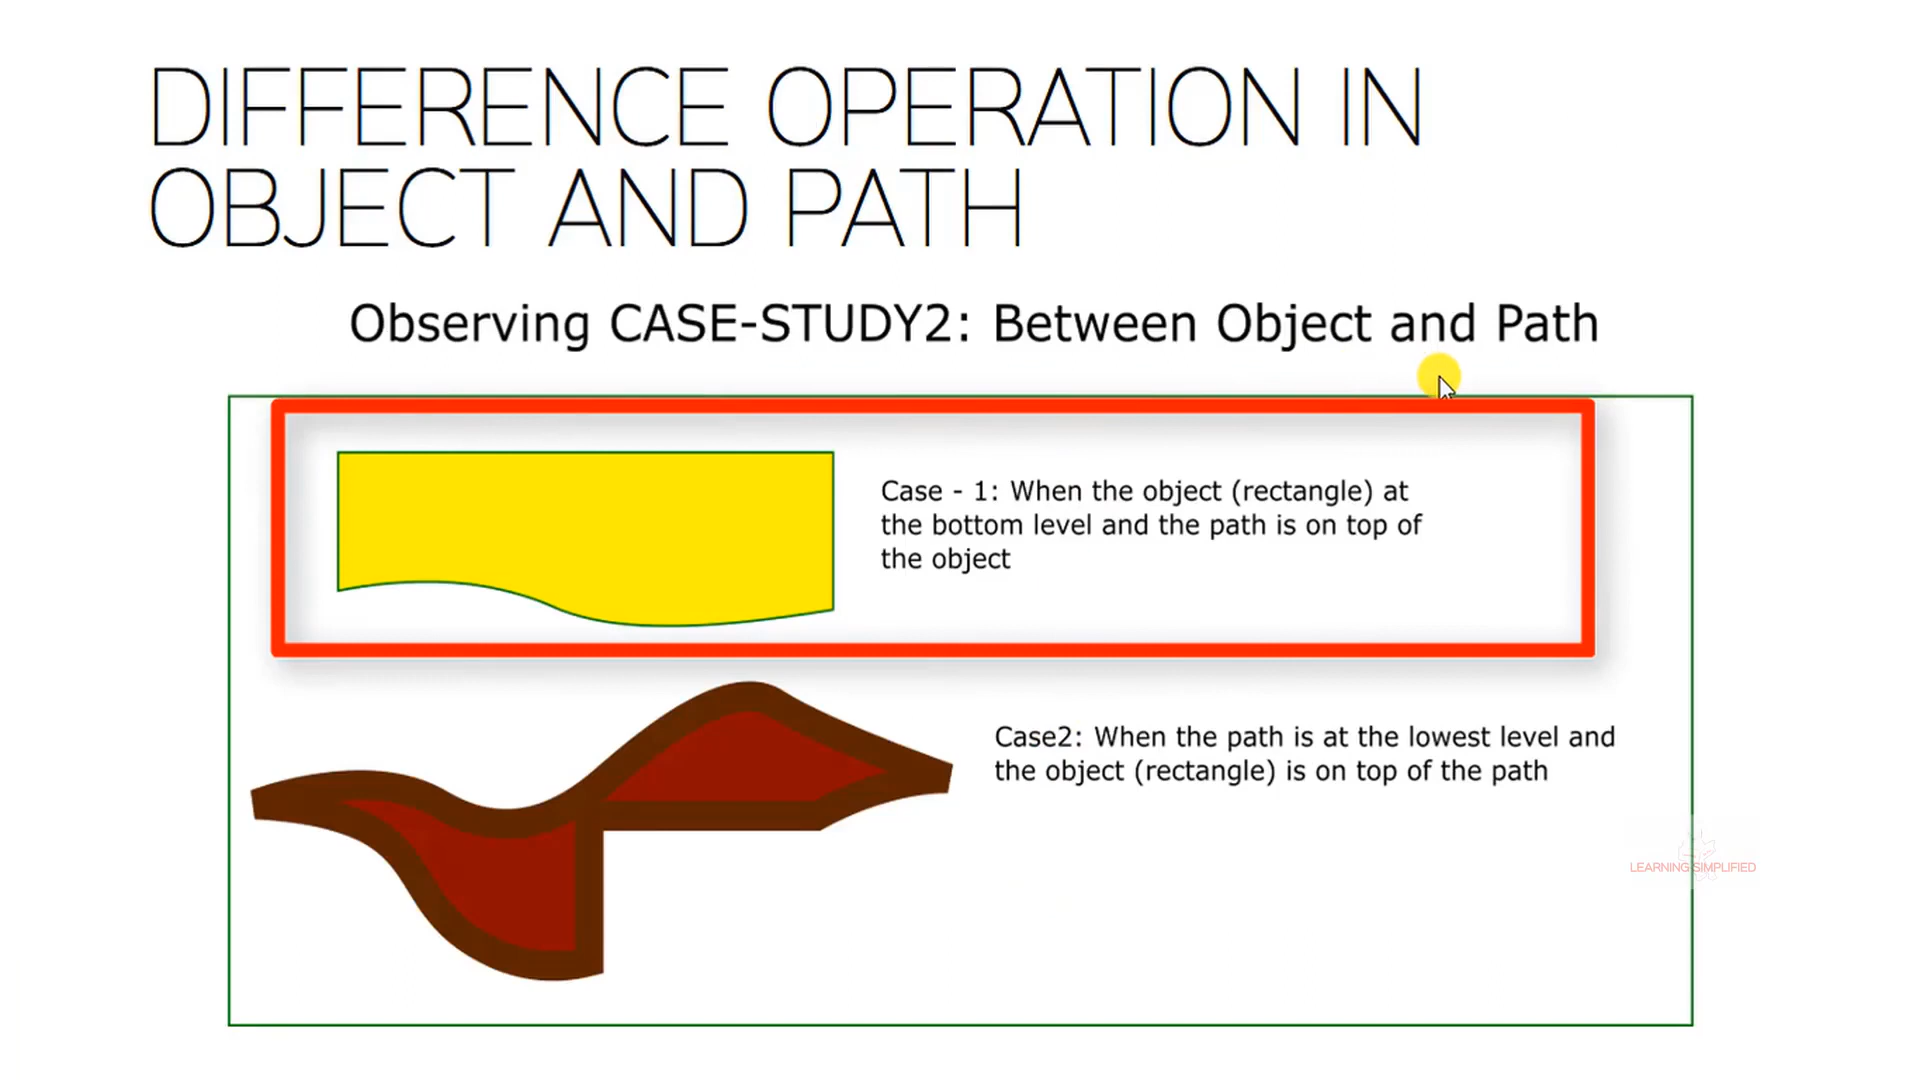 DIFFERENCE OPERATION IN
OBJECT AND PATH
Observing CASE-STUDY2: Between Object and Path
Case - 1: When the object (rectangle) at
the bottom level and the path is on top of
the object
Case2: When the path is at the lowest level and
the object (rectangle) is on top of the path
LEARNING SIMPLIFIED